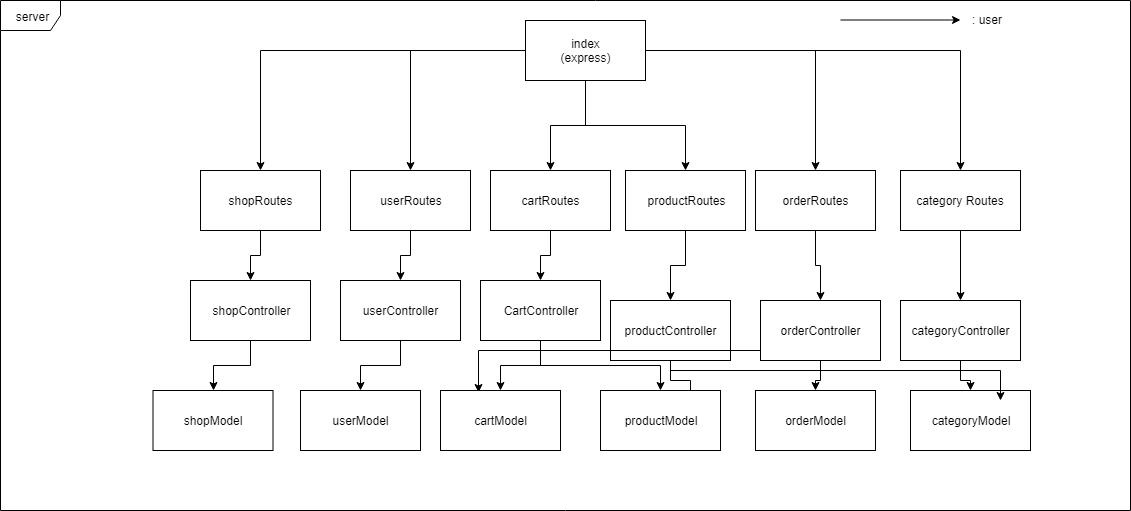 server
: user
index
(express)
shopRoutes
userRoutes
cartRoutes
productRoutes
orderRoutes
category Routes
shopController
userController
CartController
productController
orderController
categoryController
shopModel
userModel
cartModel
productModel
orderModel
categoryModel